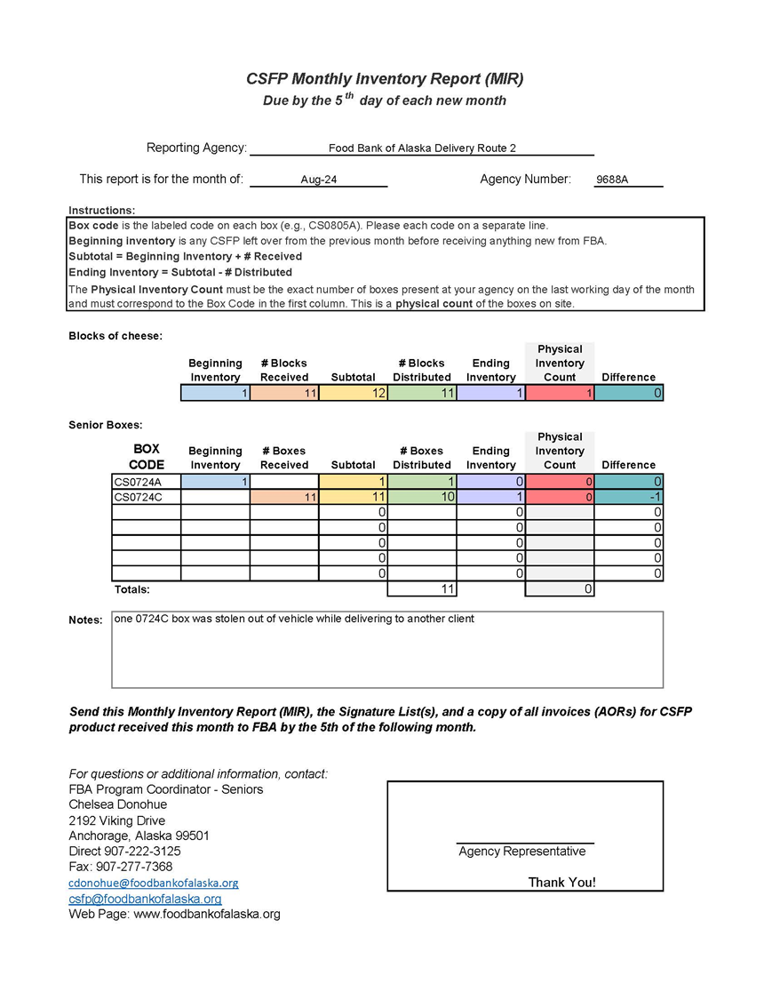 CSFP Monthly Inventory Report (MIR)
Due by the 5th day of each new month
Reporting Agency: Food Bank of Alaska Delivery Route 2
This report is for the month of: Aug-24 Agency Number: 9688A
Instructions:
Box code is the labeled code on each box (e.g., CS0805A). Please each code on a separate line.
Beginning inventory is any CSFP left over from the previous month before receiving anything new from FBA.
Subtotal = Beginning Inventory + # Received
Ending Inventory = Subtotal - # Distributed
The Physical Inventory Count must be the exact number of boxes present at your agency on the last working day of the month
and must correspond to the Box Code in the first column. This is a physical count of the boxes on site.
Blocks of cheese:
Physical
Beginning # Blocks # Blocks Ending Inventory
Inventory Received Subtotal Distributed Inventory Count Difference
1 11 12 11 1 1 0
Senior Boxes:
Physical
BOX Beginning # Boxes # Boxes Ending Inventory
CODE Inventory Received Subtotal Distributed Inventory Count Difference
CS0724A 1 1 1 0 0 0
CS0724C 11 11 10 1 0 -1
0 0 0
0 0 0
0 0 0
0 0 0
0 0 0
Totals: 11 0
Notes: one 0724C box was stolen out of vehicle while delivering to another client
Send this Monthly Inventory Report (MIR), the Signature List(s), and a copy of all invoices (AORs) for CSFP
product received this month to FBA by the 5th of the following month.
For questions or additional information, contact:
FBA Program Coordinator - Seniors
Chelsea Donohue
2192 Viking Drive
Anchorage, Alaska 99501
Direct 907-222-3125
Fax: 907-277-7368
cdonohue@foodbankofalaska.org
csfp@foodbankofalaska.org
Web Page: www.foodbankofalaska.org
Agency Representative
Thank You!